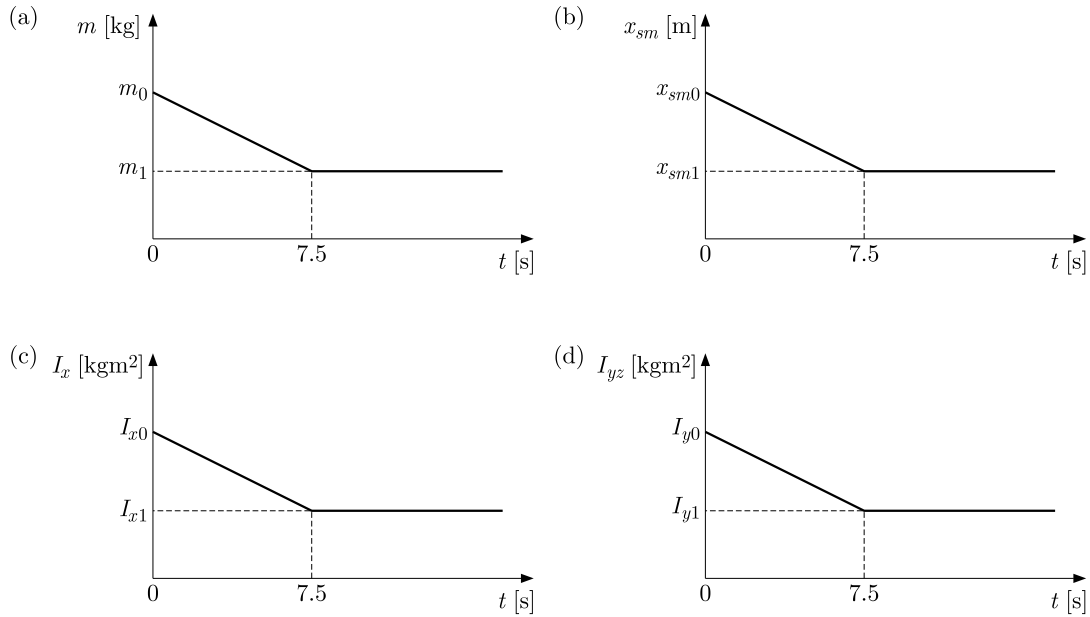 (a)
m [kg]
m0
m1
0
7.5
t [s]
(b)
xsm [m]
xsm0
xsm1
0
7.5
t [s]
(c)
Ix [kgm2]
Ix0
Ix1
0
7.5
t [s]
(d)
Iyz [kgm2]
Iy0
Iy1
0
7.5
t [s]